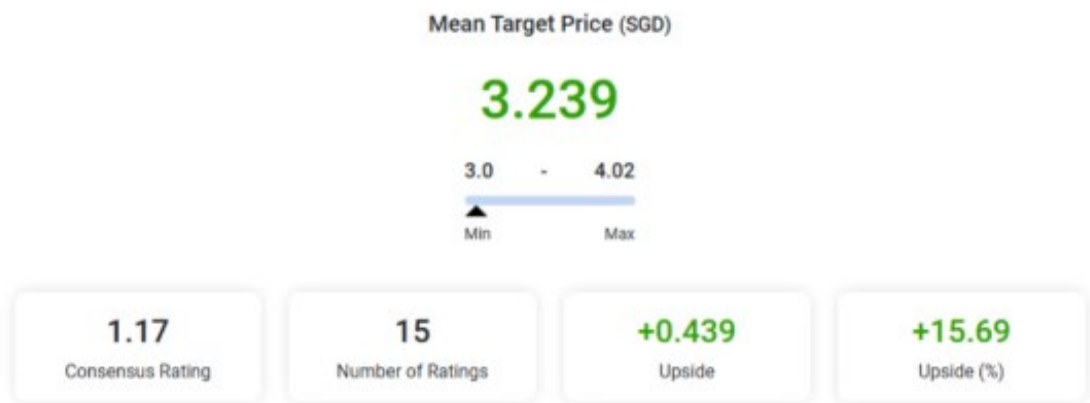 Mean Target Price (SGD)
3.239
3.0 - 4.02
Min Max
1.17 15 +0.439 +15.69
Consensus Rating Number of Ratings Upside Upside (%)